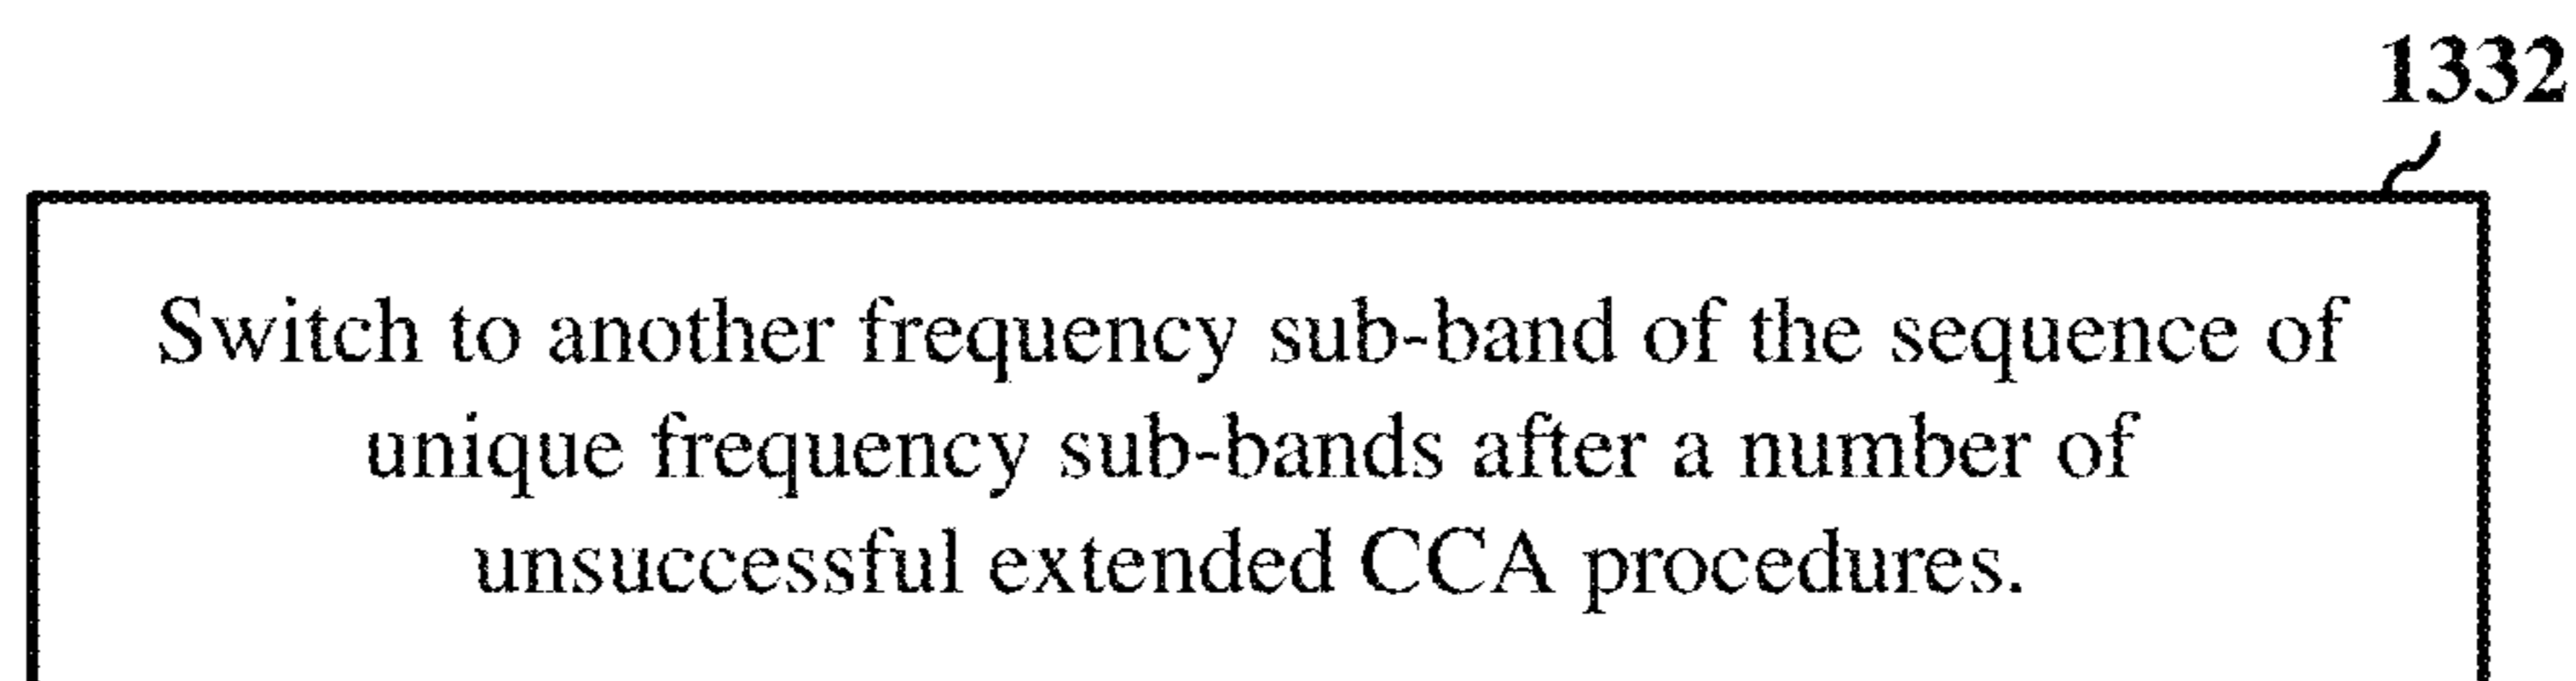 1332
Switch to another frequency sub-band of the sequence of
unique frequency sub-bands after a number of
unsuccessful extended CCA procedures.